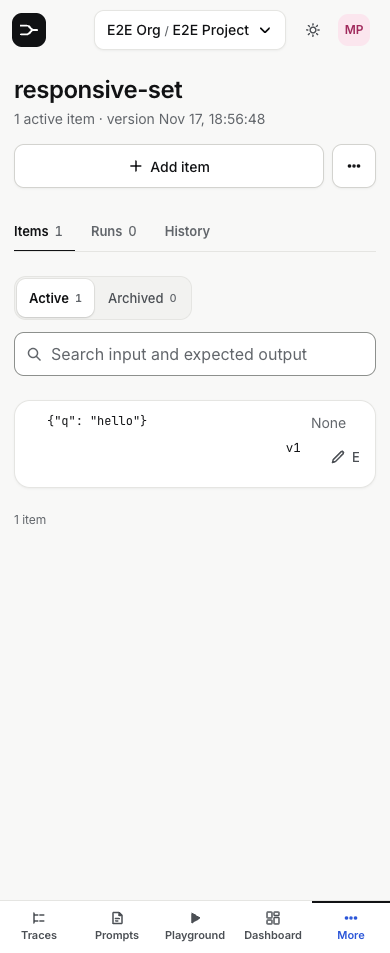 E2E Org / E2E Project
MP
responsive-set
1 active item · version Nov 17, 18:56:48
Add item
Items 1 Runs 0 History
Active 1 Archived 0
Search input and expected output
{"q": "hello"} None
v1 E
1 item
Traces Prompts Playground Dashboard More